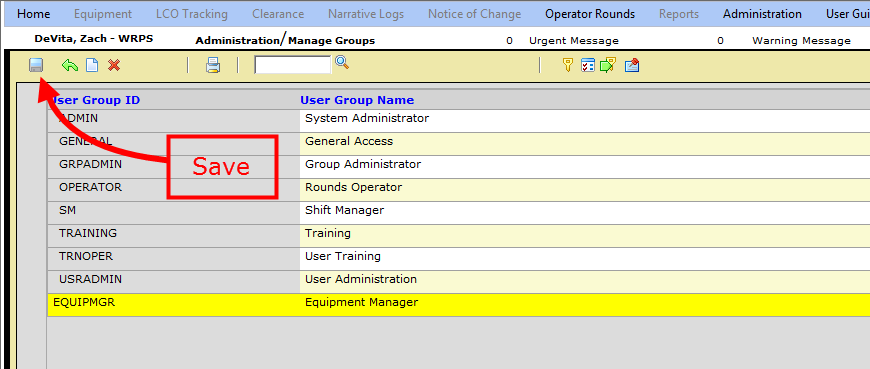 Home Equipment LCO Tracking Clearance Narrative Logs Notice of Change Operator Rounds Reports Administration User Gui
DeVita, Zach - WRPS Administration/Manage Groups 0 Urgent Message 0 Warning Message
User Group ID User Group Name
ADMIN System Administrator
GENERAL General Access
GRPADMIN Group Administrator
Save
OPERATOR Rounds Operator
SM Shift Manager
TRAINING Training
TRNOPER User Training
USRADMIN User Administration
EQUIPMGR Equipment Manager